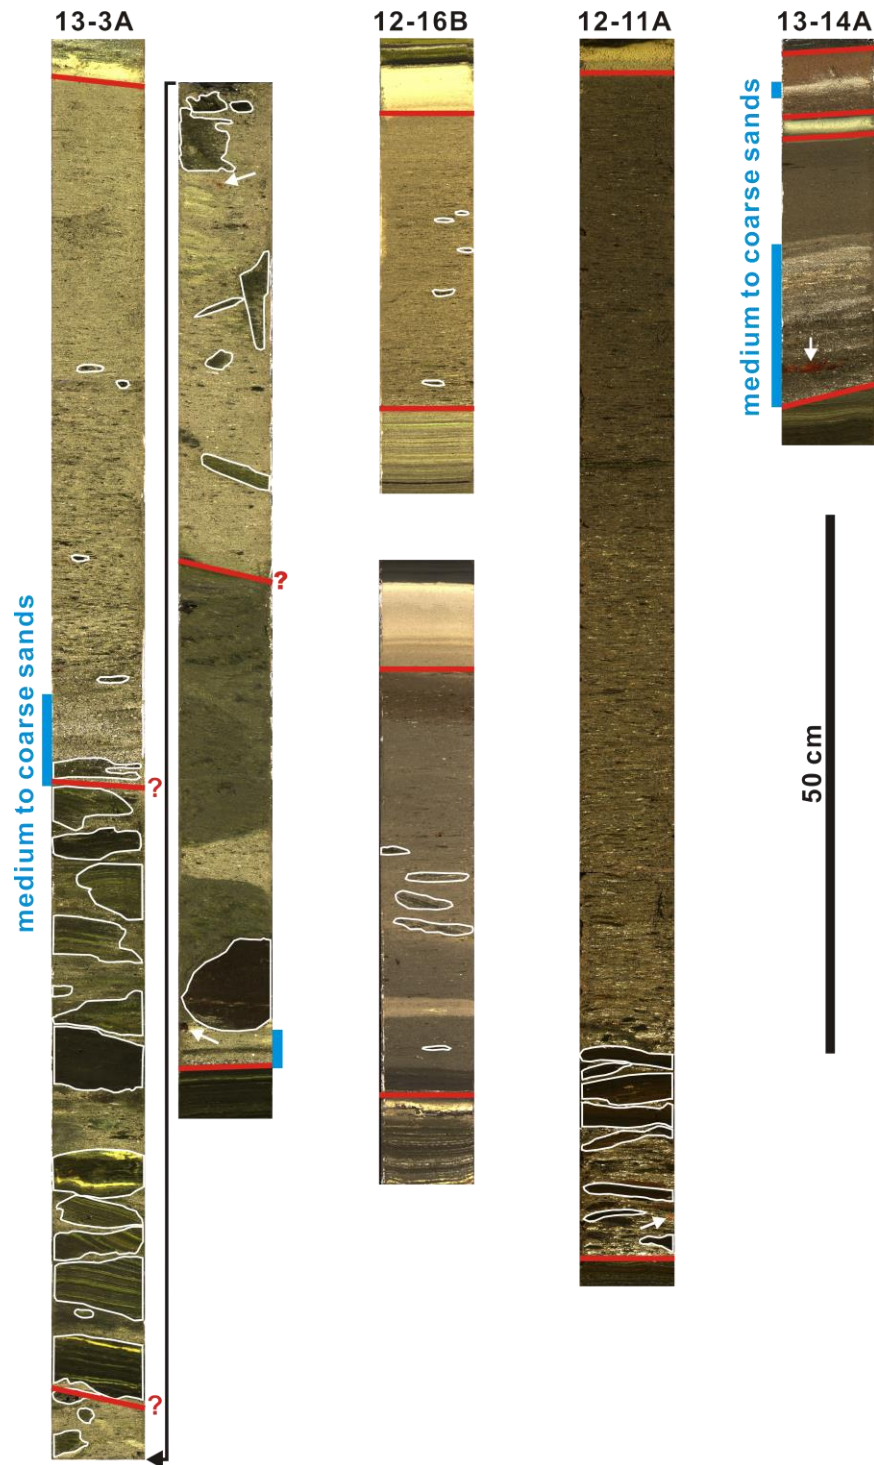 13-3A
12-16B
12-11A
13-14A
medium to coarse sands
?
?
medium to coarse sands
?
50 cm